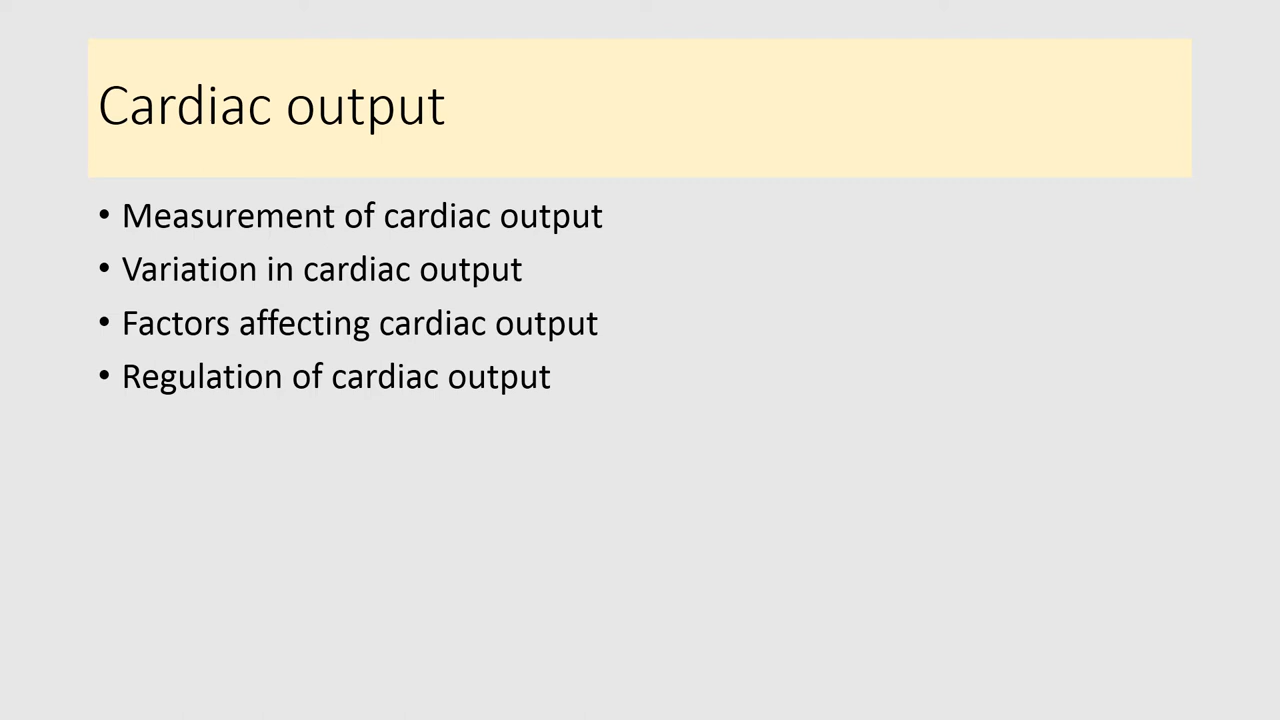 Cardiac output
• Measurement of cardiac output
• Variation in cardiac output
• Factors affecting cardiac output
• Regulation of cardiac output